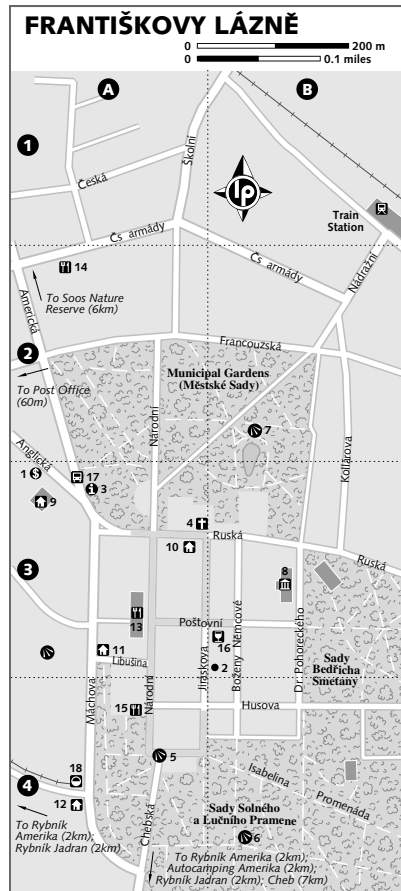 FRANTIŠKOVY LÁZNĚ
0 200 m
0 0.1 miles
A
B
1
Školní
Česká
lp
Train
Station
Čs armády
Čs armády
Nádražní
14
Americká
To Soos Nature
Reserve (6km)
2
Francouzská
To Post Office
(60m)
Municipal Gardens
(Městské Sady)
Národní
7
Kollárova
Anglická
1 $
17
3
9
4
Ruská
10
Ruská
3
8
13
Poštovní
16
Boženy Němcové
Dr Pohoreckého
11
Libušina
2
Jiráskova
Sady
Bedřicha
Smetany
Máchova
Národní
15
Husova
5
Isabelina
Promenáda
18
4
12
Chebská
Sady Solného
a Lučního Pramene
6
To Rybník
Amerika (2km);
Rybník Jadran (2km)
To Rybník Amerika (2km);
Autocamping Amerika (2km);
Rybník Jadran (2km); Cheb (7km)